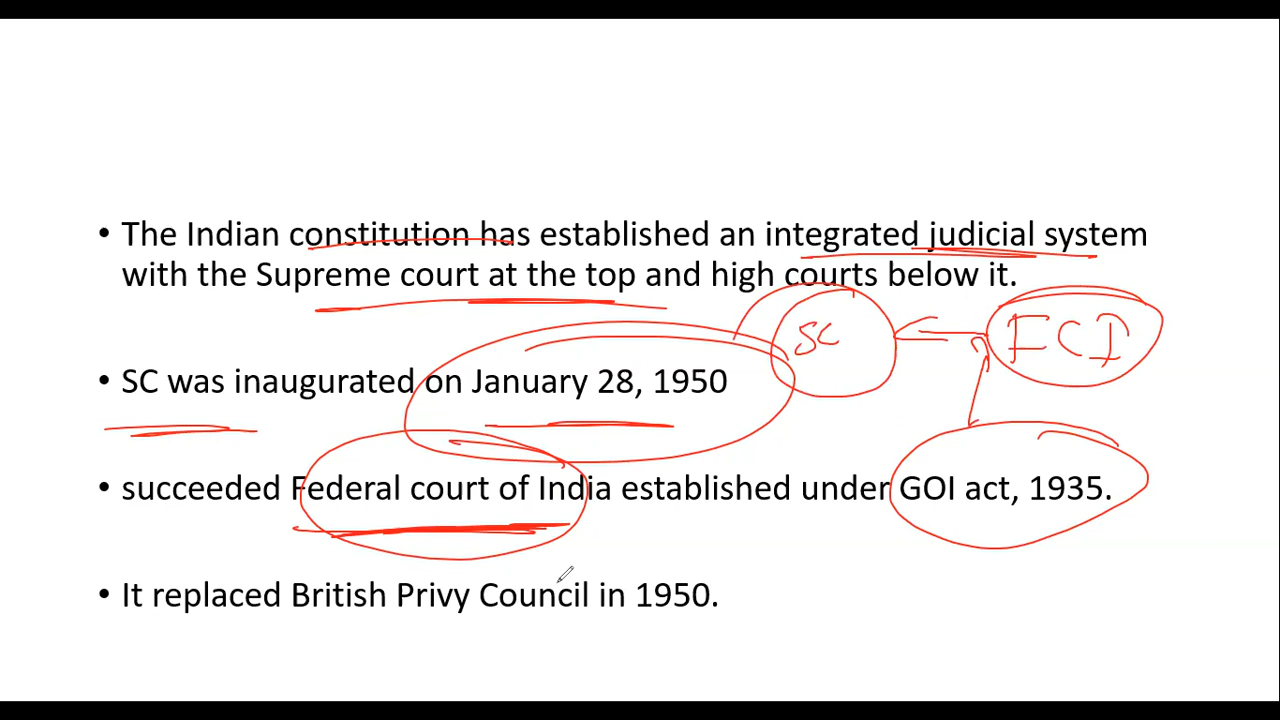 • The Indian constitution has established an integrated judicial system
with the Supreme court at the top and high courts below it.
SC FCI
• SC was inaugurated on January 28, 1950
• succeeded Federal court of India established under GOI act, 1935.
• It replaced British Privy Council in 1950.